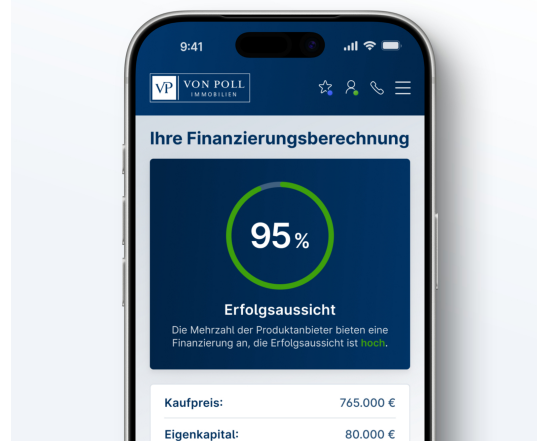 9:41
VP VON POLL
IMMOBILIEN
Ihre Finanzierungsberechnung
95 %
Erfolgsaussicht
Die Mehrzahl der Produktanbieter bieten eine
Finanzierung an, die Erfolgsaussicht ist hoch.
Kaufpreis: 765.000 €
Eigenkapital: 80.000 €